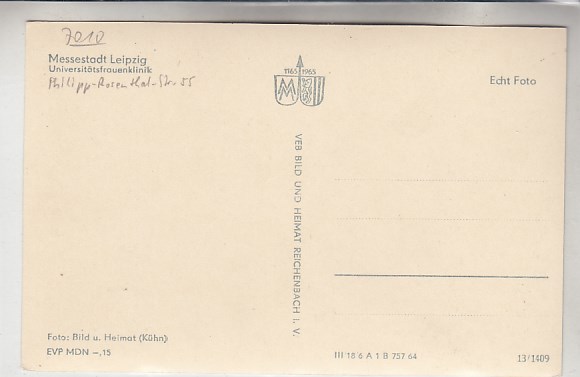 7010
Messestadt Leipzig
Universitätsfrauenklinik
Philipp-Rosenthal-Str. 55
1165 1965
MM
Echt Foto
VEB BILD UND HEIMAT REICHENBACH I. V.
Foto: Bild u. Heimat (Kühn)
EVP MDN –,15
III 18 6 A 1 B 757 64
13/1409